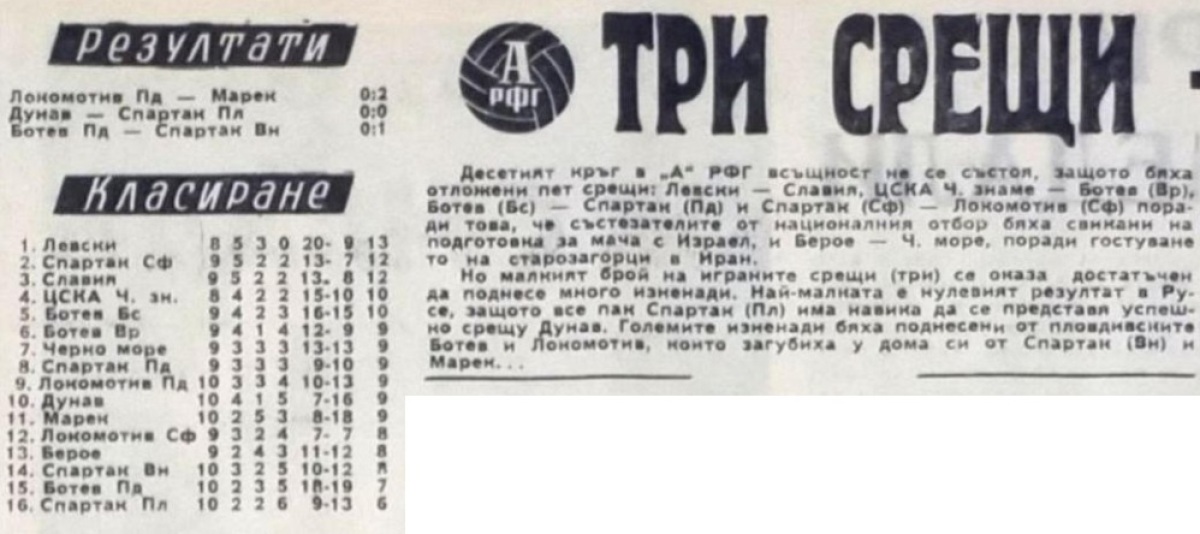 Резултати
Локомотив Пд — Марек 0:2
Дунав — Спартак Пл 0:0
Ботев Пд — Спартак Вн 0:1
Класиране
1. Левски 8 5 3 0 20- 9 13
2. Спартак Сф 9 5 2 2 13- 7 12
3. Славия 9 5 2 2 13- 8 12
4. ЦСКА Ч. зн. 8 4 2 2 15-10 10
5. Ботев Бс 9 4 2 3 16-15 10
6. Ботев Вр 9 4 1 4 12- 9 9
7. Черно море 9 3 3 3 13-13 9
8. Спартак Пд 9 3 3 3 9-10 9
9. Локомотив Пд 10 3 3 4 10-13 9
10. Дунав 10 4 1 5 7-16 9
11. Марек 10 2 5 3 8-18 9
12. Локомотив Сф 9 3 2 4 7- 7 8
13. Берое 9 2 4 3 11-12 8
14. Спартак Вн 10 3 2 5 10-12 8
15. Ботев Пд 10 2 3 5 18-19 7
16. Спартак Пл 10 2 2 6 9-13 6
А
РФГ
ТРИ СРЕЩИ -
Десетият кръг в „А" РФГ всъщност не се състоя, защото бяха
отложени пет срещи: Левски — Славия, ЦСКА Ч. знаме — Ботев (Вр),
Ботев (Бс) — Спартак (Пд) и Спартак (Сф) — Локомотив (Сф) пора-
ди това, че състезателите от националния отбор бяха свикани на
подготовка за мача с Израел, и Берое — Ч. море, поради гостуване
то на старозагорци в Иран.
Но малкият брой на играните срещи (три) се оказа достатъчен
да поднесе много изненади. Най-малката е нулевият резултат в Ру-
се, защото все пак Спартак (Пл) има навика да се представя успеш-
но срещу Дунав. Големите изненади бяха поднесени от пловдивските
Ботев и Локомотив, които загубиха у дома си от Спартак (Вн) и
Марек...